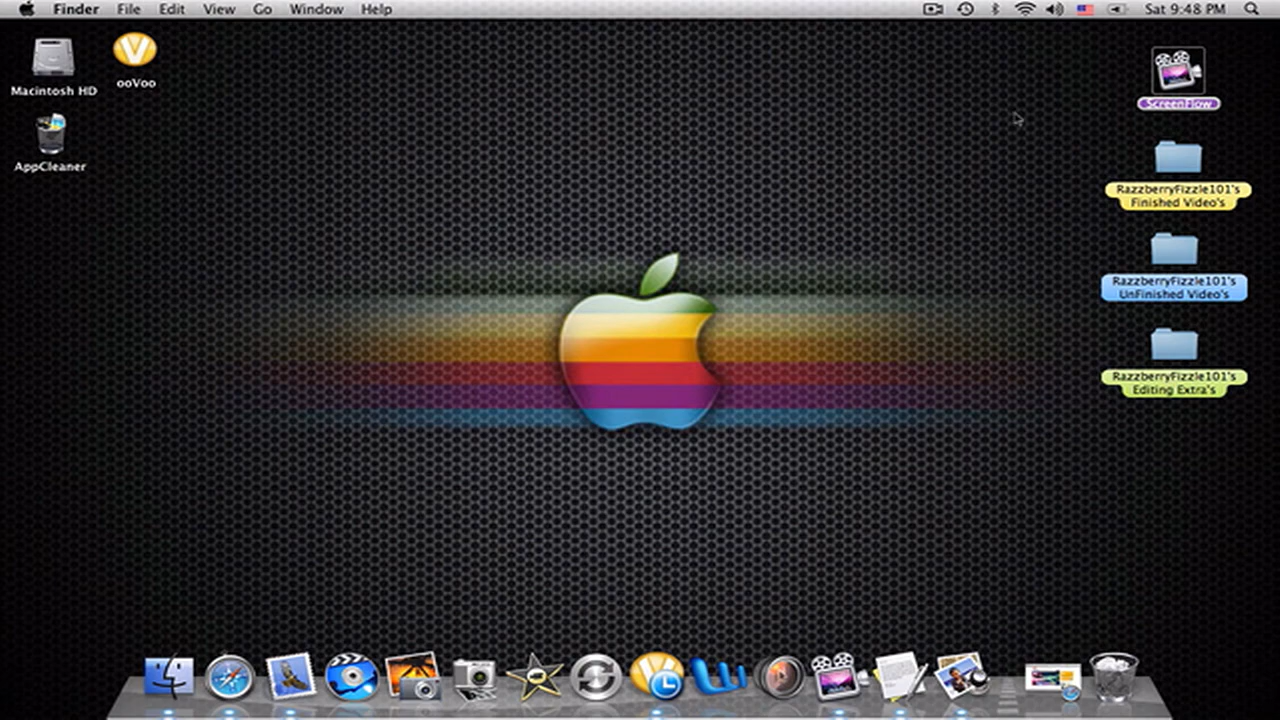 Finder File Edit View Go Window Help Sat 9:48 PM
Macintosh HD
ooVoo
AppCleaner
ScreenFlow
RazzberryFizzle101's
Finished Video's
RazzberryFizzle101's
UnFinished Video's
RazzberryFizzle101's
Editing Extra's